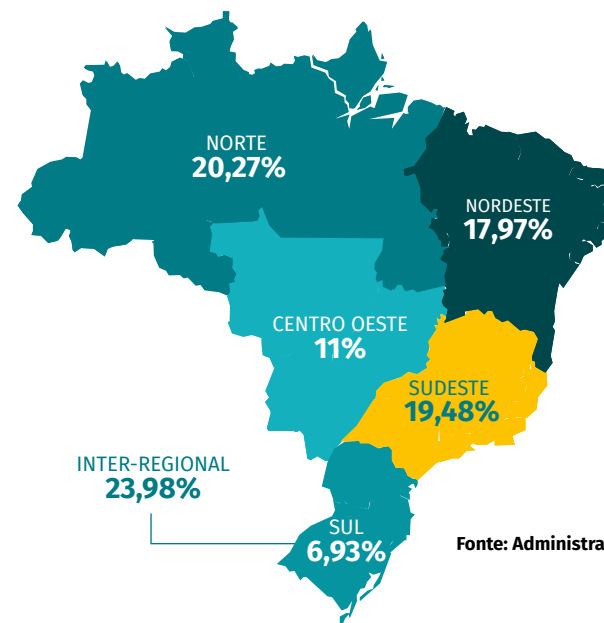 NORTE
20,27%
NORDESTE
17,97%
CENTRO OESTE
11%
SUDESTE
19,48%
INTER-REGIONAL
23,98%
SUL
6,93%
Fonte: Administra